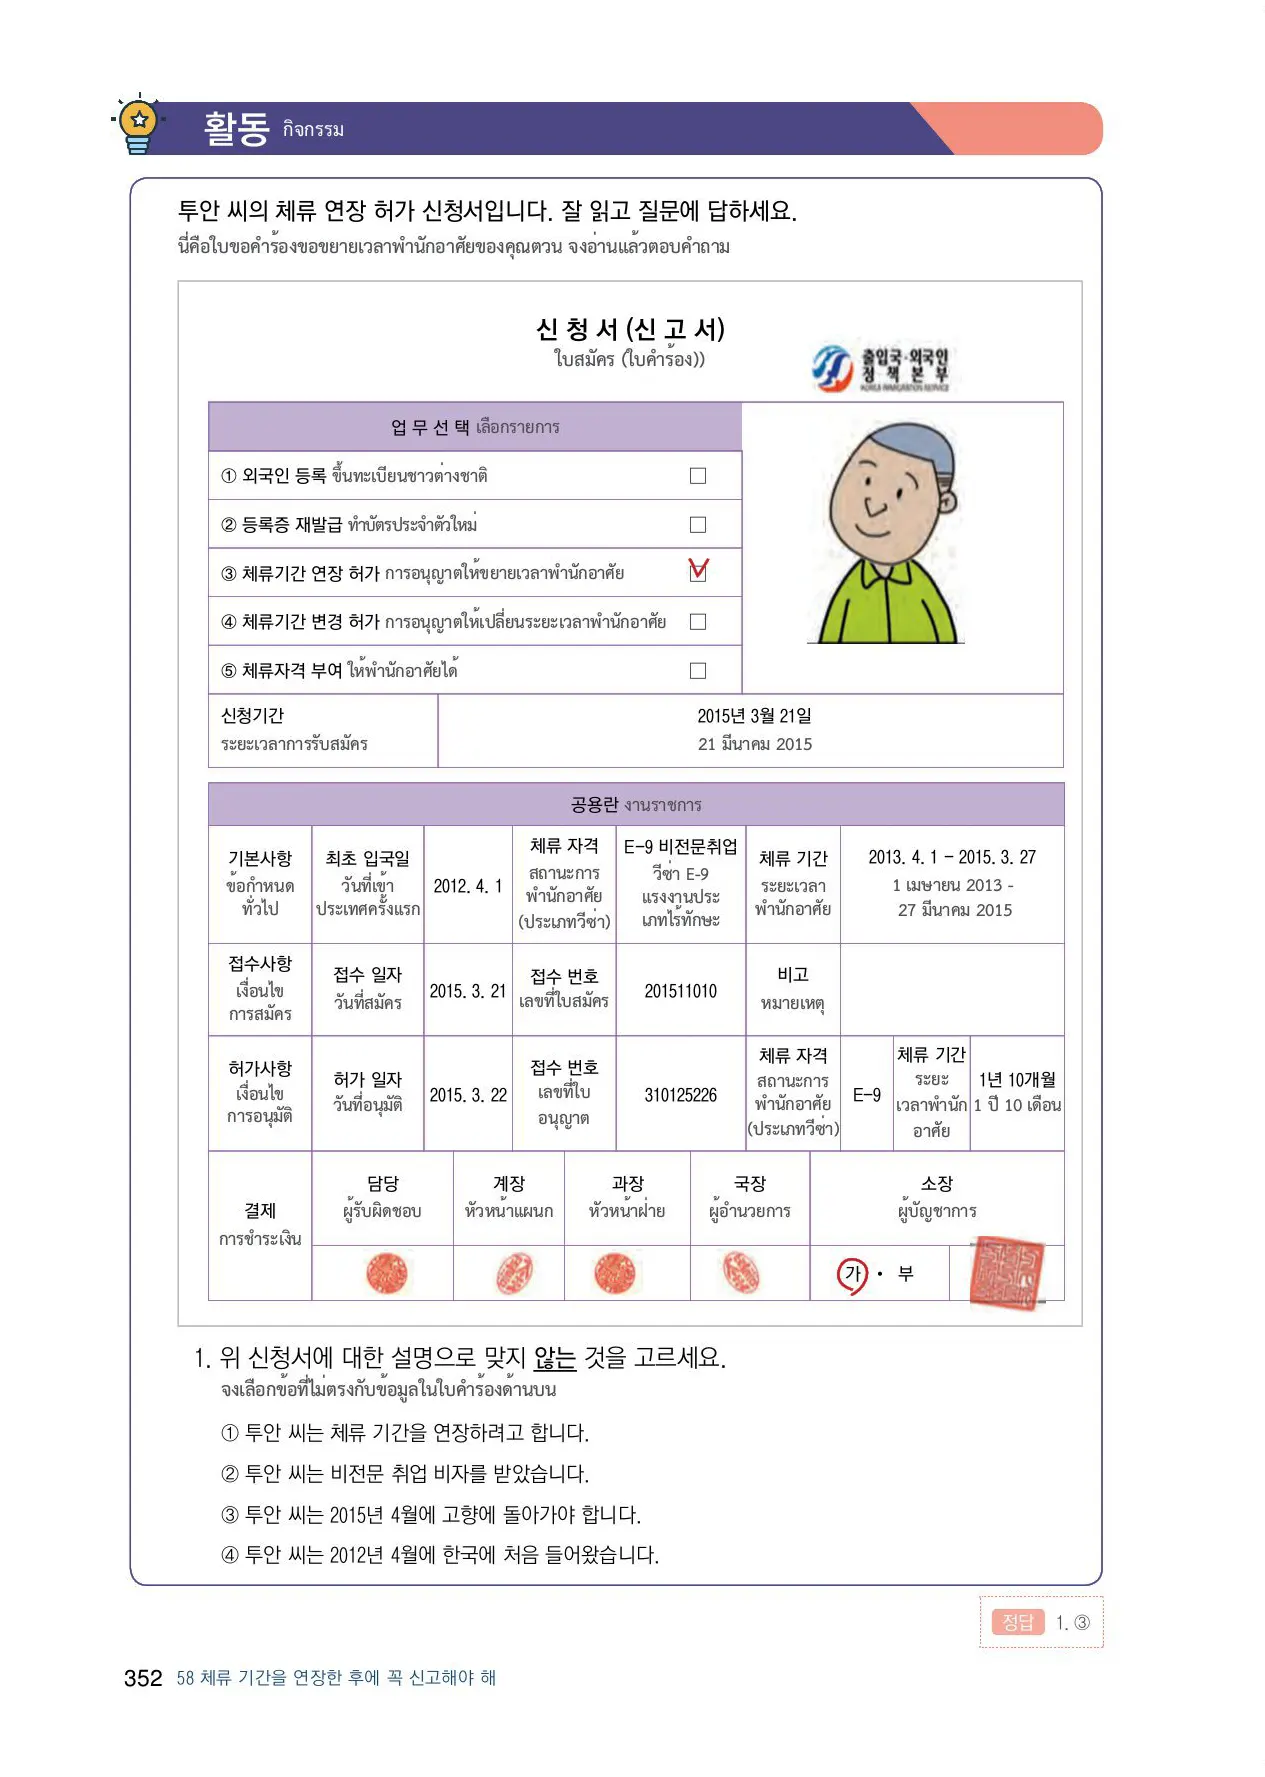 활동 กิจกรรม
투안 씨의 체류 연장 허가 신청서입니다. 잘 읽고 질문에 답하세요.
นี่คือใบขอคำร้องขอขยายเวลาพำนักอาศัยของคุณตวน จงอ่านแล้วตอบคำถาม
신 청 서 (신 고 서)
ใบสมัคร (ใบคำร้อง))
출입국·외국인
정 책 본 부
KOREA IMMIGRATION SERVICE
업 무 선 택 เลือกรายการ
① 외국인 등록 ขึ้นทะเบียนชาวต่างชาติ
② 등록증 재발급 ทำบัตรประจำตัวใหม่
③ 체류기간 연장 허가 การอนุญาตให้ขยายเวลาพำนักอาศัย
④ 체류기간 변경 허가 การอนุญาตให้เปลี่ยนระยะเวลาพำนักอาศัย
⑤ 체류자격 부여 ให้พำนักอาศัยได้
신청기간
ระยะเวลาการรับสมัคร
2015년 3월 21일
21 มีนาคม 2015
공용란 งานราชการ
기본사항
ข้อกำหนด
ทั่วไป
최초 입국일
วันที่เข้า
ประเทศครั้งแรก
2012. 4. 1
체류 자격
สถานะการ
พำนักอาศัย
(ประเภทวีซ่า)
E-9 비전문취업
วีซ่า E-9
แรงงานประ
เภทไร้ทักษะ
체류 기간
ระยะเวลา
พำนักอาศัย
2013. 4. 1 - 2015. 3. 27
1 เมษายน 2013 -
27 มีนาคม 2015
접수사항
เงื่อนไข
การสมัคร
접수 일자
วันที่สมัคร
2015. 3. 21
접수 번호
เลขที่ใบสมัคร
201511010
비고
หมายเหตุ
허가사항
เงื่อนไข
การอนุมัติ
허가 일자
วันที่อนุมัติ
2015. 3. 22
접수 번호
เลขที่ใบ
อนุญาต
310125226
체류 자격
สถานะการ
พำนักอาศัย
(ประเภทวีซ่า)
E-9
체류 기간
ระยะ
เวลาพำนัก
อาศัย
1년 10개월
1 ปี 10 เดือน
결제
การชำระเงิน
담당
ผู้รับผิดชอบ
계장
หัวหน้าแผนก
과장
หัวหน้าฝ่าย
국장
ผู้อำนวยการ
소장
ผู้บัญชาการ
가 · 부
1. 위 신청서에 대한 설명으로 맞지 않는 것을 고르세요.
จงเลือกข้อที่ไม่ตรงกับข้อมูลในใบคำร้องด้านบน
① 투안 씨는 체류 기간을 연장하려고 합니다.
② 투안 씨는 비전문 취업 비자를 받았습니다.
③ 투안 씨는 2015년 4월에 고향에 돌아가야 합니다.
④ 투안 씨는 2012년 4월에 한국에 처음 들어왔습니다.
정답 1. ③
352 58 체류 기간을 연장한 후에 꼭 신고해야 해